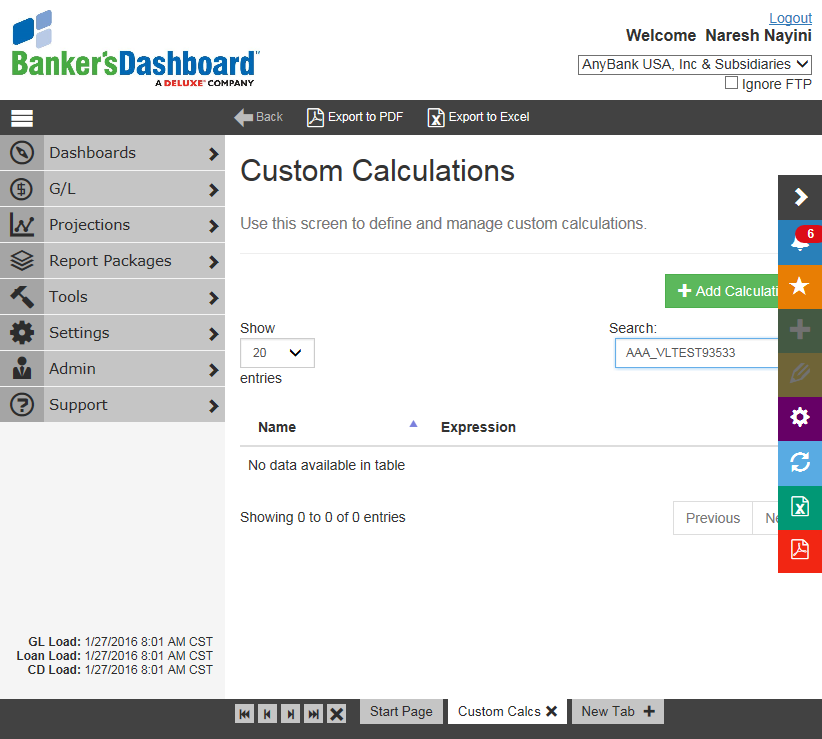 Logout
Banker'sDashboard™
A DELUXE® COMPANY
Welcome Naresh Nayini
AnyBank USA, Inc & Subsidiaries
Ignore FTP
Back
Export to PDF
Export to Excel
Dashboards
G/L
Projections
Report Packages
Tools
Settings
Admin
Support
Custom Calculations
Use this screen to define and manage custom calculations.
6
Add Calculati
Show
20
entries
Search:
AAA_VLTEST93533
Name
Expression
No data available in table
Showing 0 to 0 of 0 entries
Previous
Ne
GL Load: 1/27/2016 8:01 AM CST
Loan Load: 1/27/2016 8:01 AM CST
CD Load: 1/27/2016 8:01 AM CST
Start Page
Custom Calcs
New Tab